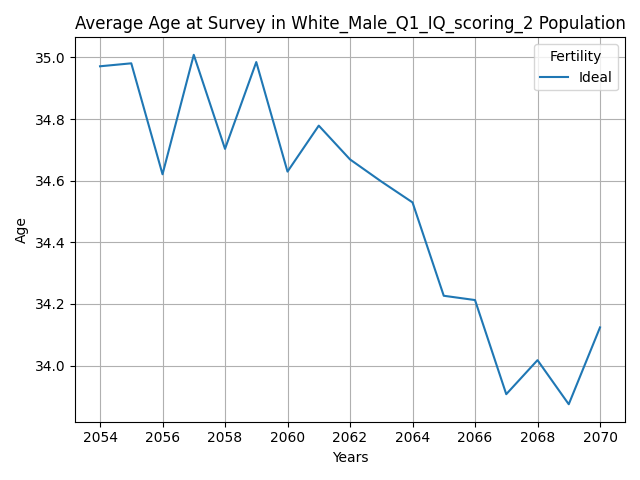 Average Age at Survey in White_Male_Q1_IQ_scoring_2 Population
Fertility
Ideal
35.0
34.8
34.6
34.4
34.2
34.0
Age
2054 2056 2058 2060 2062 2064 2066 2068 2070
Years